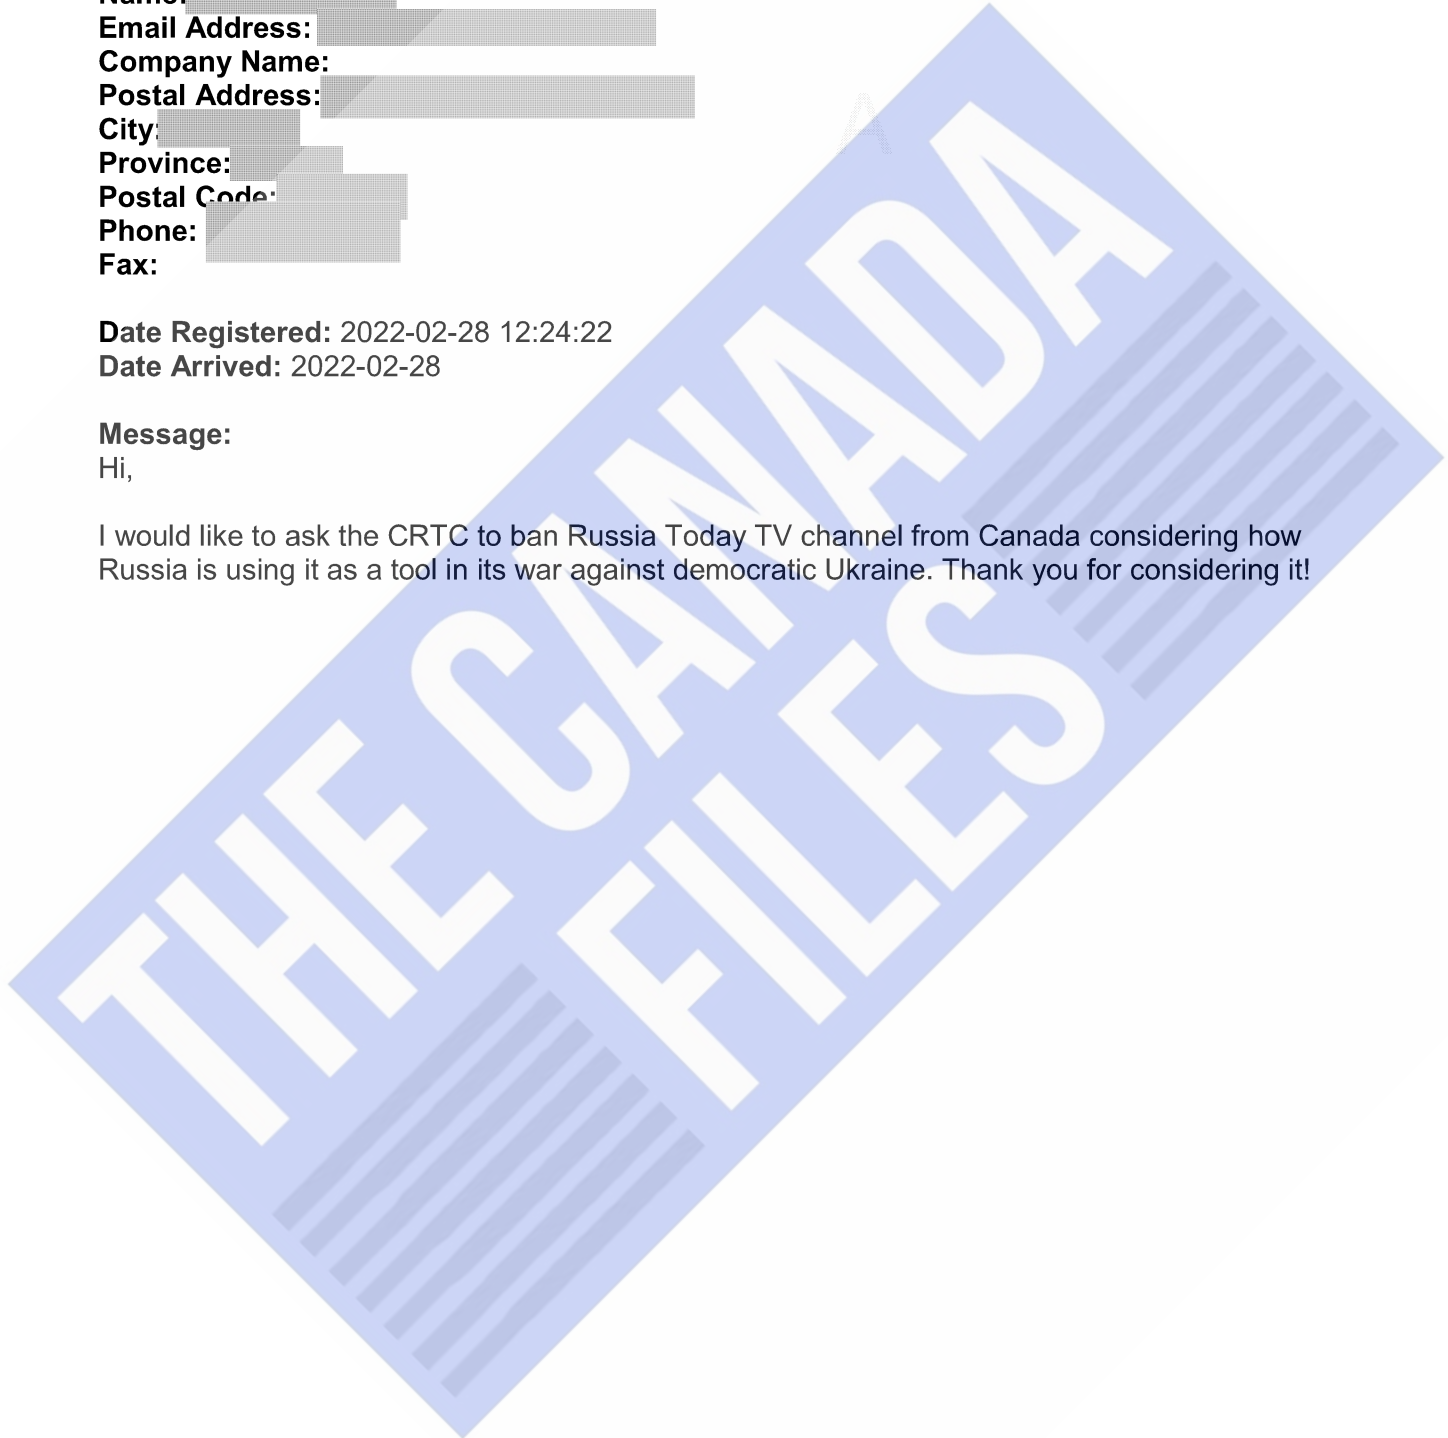 Name:
Email Address:
Company Name:
Postal Address:
City:
Province:
Postal Code:
Phone:
Fax:
Date Registered: 2022-02-28 12:24:22
Date Arrived: 2022-02-28
Message:
Hi,
I would like to ask the CRTC to ban Russia Today TV channel from Canada considering how
Russia is using it as a tool in its war against democratic Ukraine. Thank you for considering it!
THE CANADA
FILES